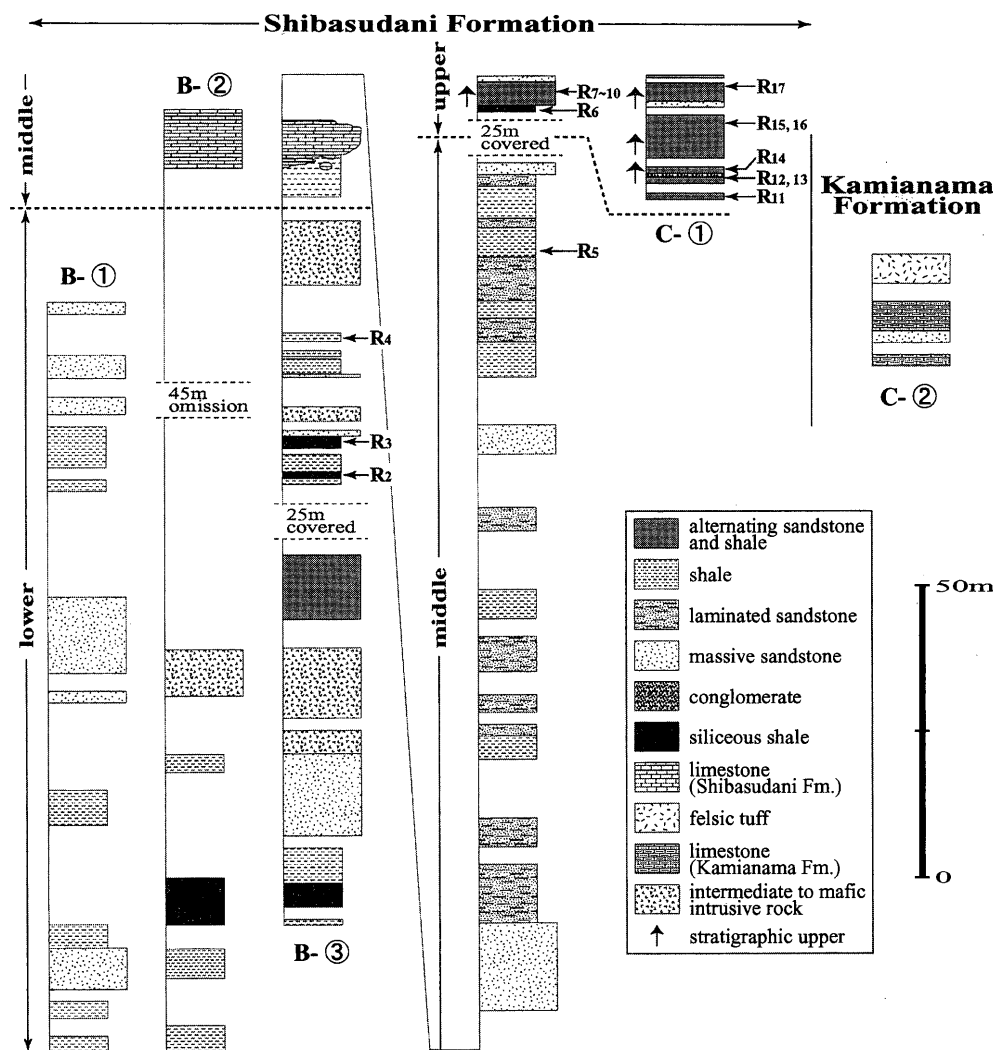 Shibasudani Formation
middle
lower
B- ①
B- ②
45m
omission
R4
R3
R2
25m
covered
B- ③
upper
middle
R7~10
R6
25m
covered
R5
R17
R15, 16
R14
R12, 13
R11
C- ①
Kamianama
Formation
C- ②
alternating sandstone
and shale
shale
laminated sandstone
massive sandstone
conglomerate
siliceous shale
limestone
(Shibasudani Fm.)
felsic tuff
limestone
(Kamianama Fm.)
intermediate to mafic
intrusive rock
stratigraphic upper
50m
0